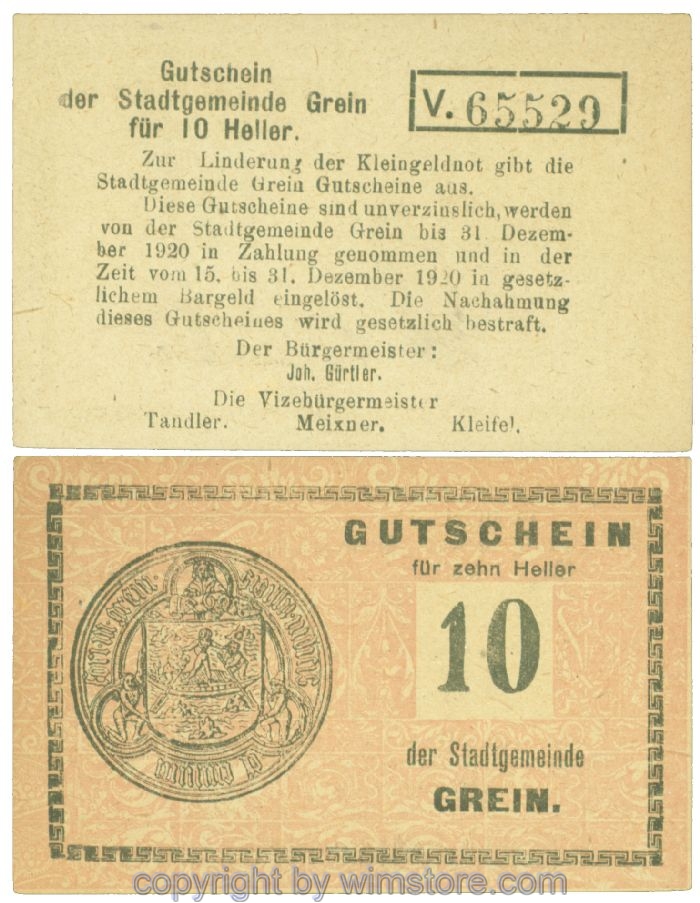 Gutschein
der Stadtgemeinde Grein
für 10 Heller.
V. 65529
Zur Linderung der Kleingeldnot gibt die
Stadtgemeinde Grein Gutscheine aus.
Diese Gutscheine sind unverzinslich, werden
von der Stadtgemeinde Grein bis 31. Dezem-
ber 1920 in Zahlung genommen und in der
Zeit vom 15. bis 31. Dezember 1920 in gesetz-
lichem Bargeld eingelöst. Die Nachahmung
dieses Gutscheines wird gesetzlich bestraft.
Der Bürgermeister:
Joh. Gürtler.
Die Vizebürgermeister
Tandler. Meixner. Kleifel.
GUTSCHEIN
für zehn Heller
10
der Stadtgemeinde
GREIN.
copyright by wimstore.com